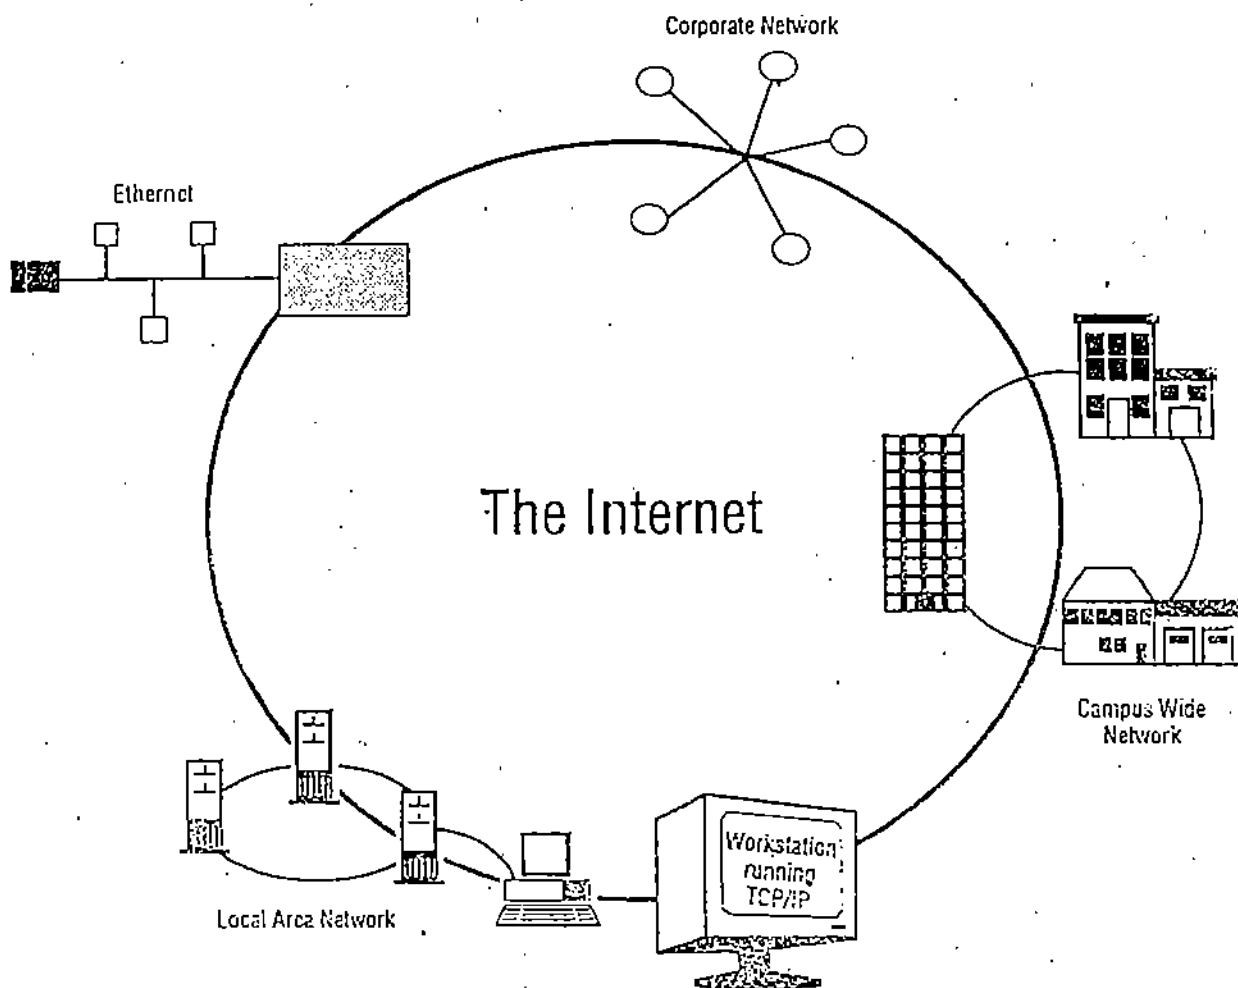 Corporate Network
Ethernet
The Internet
Campus Wide
Network
Workstation
running
TCP/IP
Local Area Network